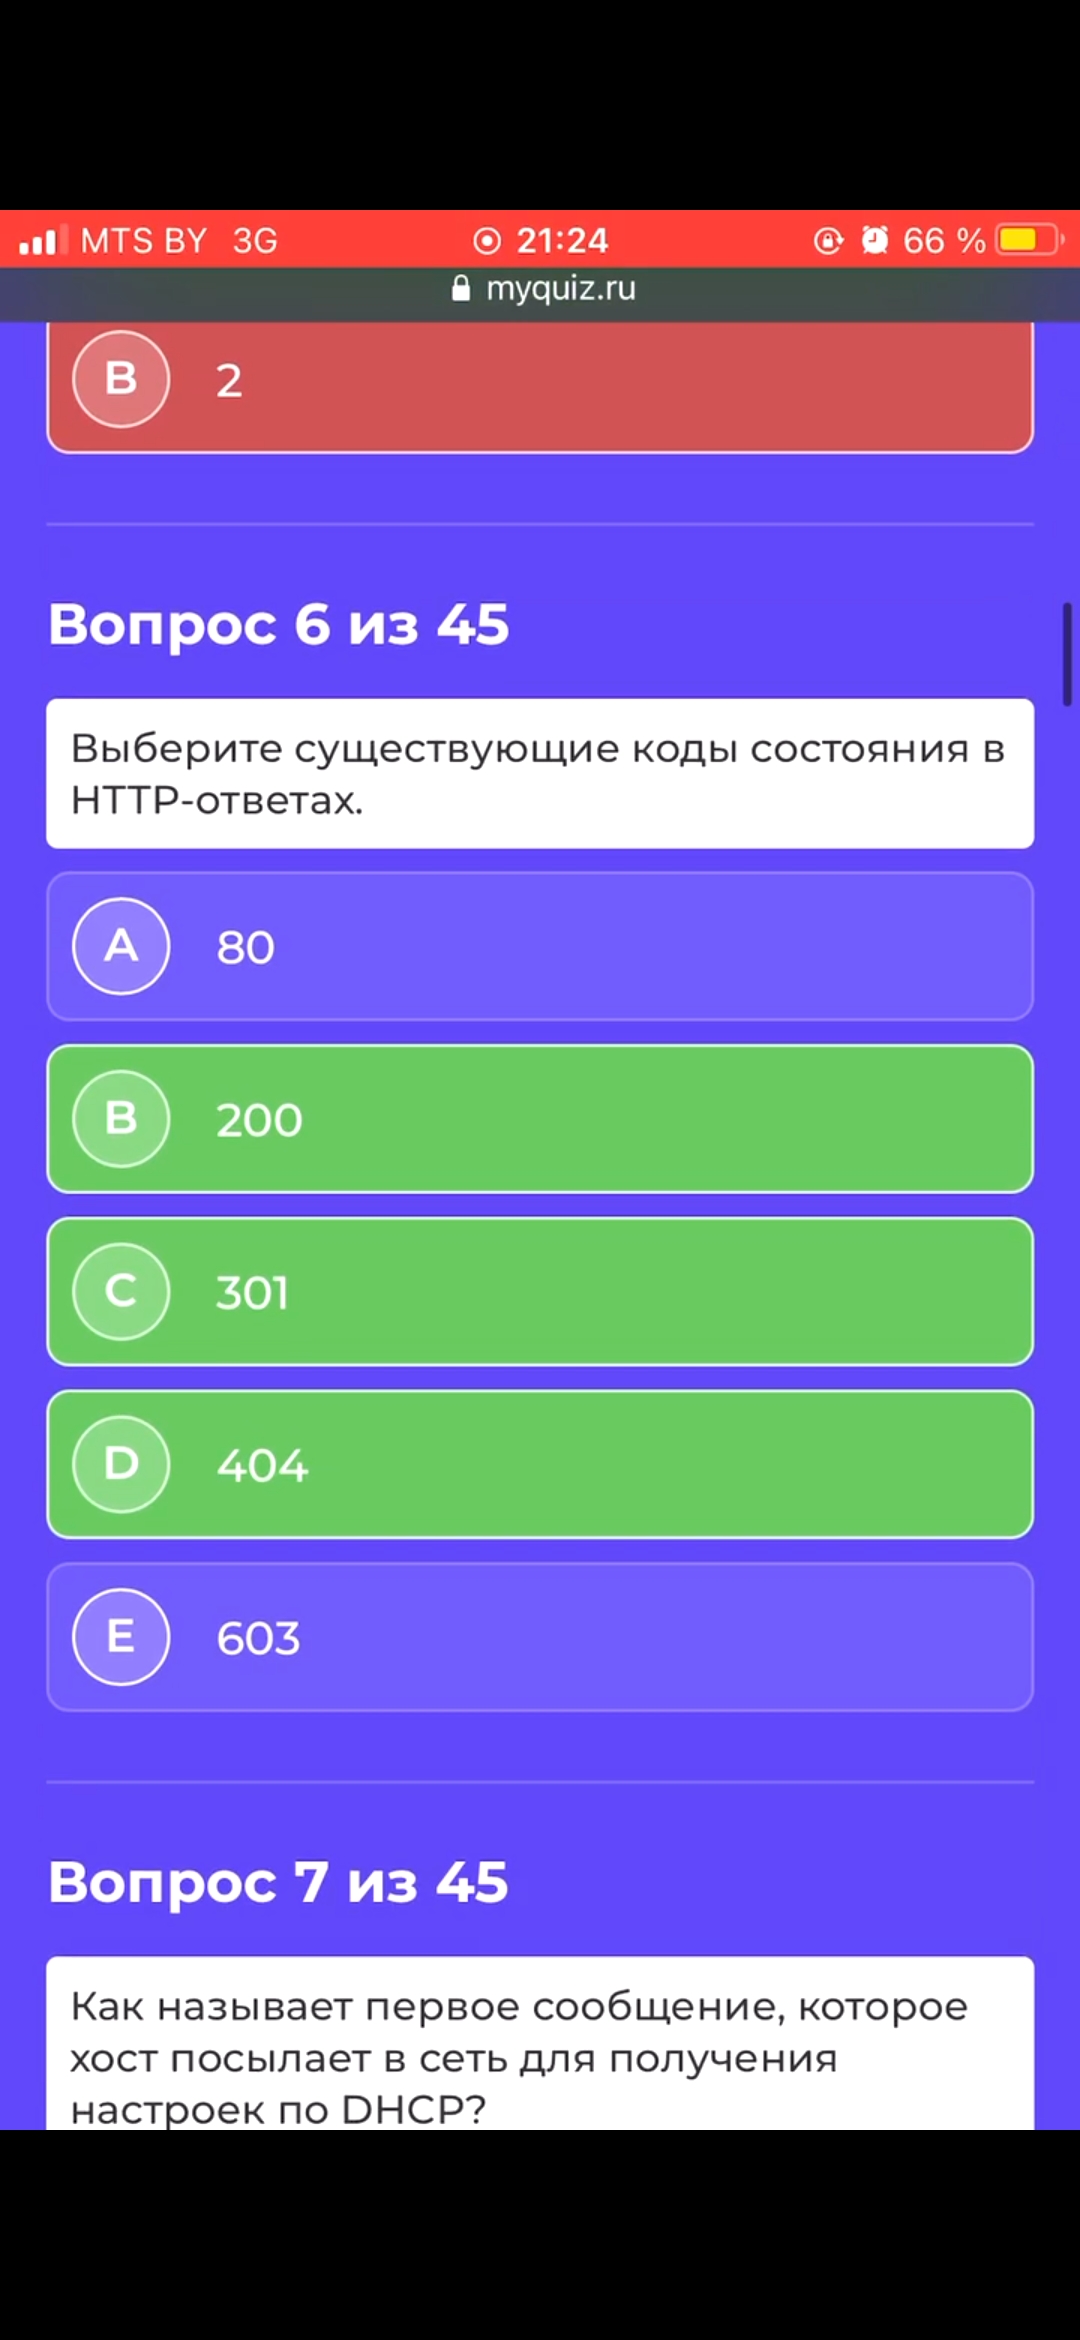 MTS BY 3G 21:24 66 %
myquiz.ru
B 2
Вопрос 6 из 45
Выберите существующие коды состояния в
HTTP-ответах.
A 80
B 200
C 301
D 404
E 603
Вопрос 7 из 45
Как называет первое сообщение, которое
хост посылает в сеть для получения
настроек по DHCP?